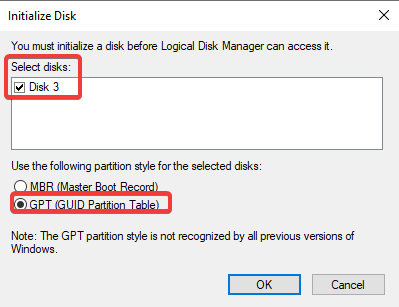 Initialize Disk
You must initialize a disk before Logical Disk Manager can access it.
Select disks:
Disk 3
Use the following partition style for the selected disks:
MBR (Master Boot Record)
GPT (GUID Partition Table)
Note: The GPT partition style is not recognized by all previous versions of
Windows.
OK Cancel